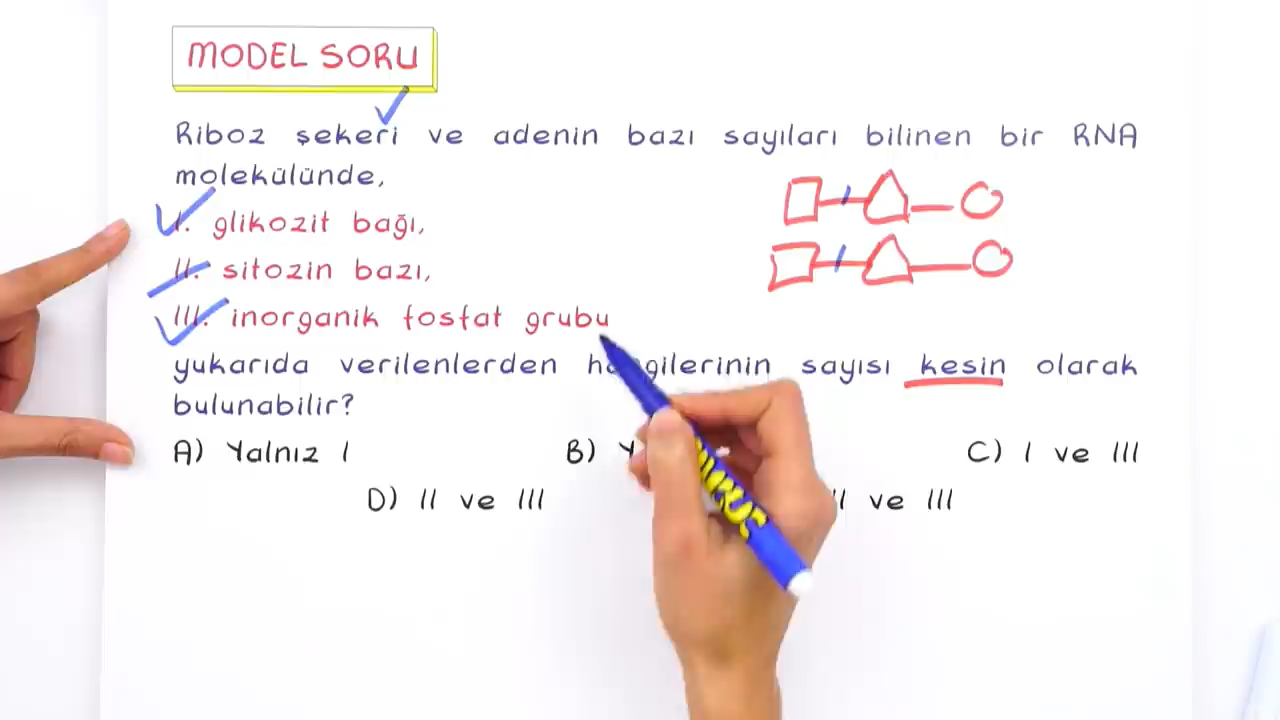 MODEL SORU
Riboz şekeri ve adenin bazı sayıları bilinen bir RNA
molekülünde,
I. glikozit bağı,
II. sitozin bazı,
III. inorganik fosfat grubu
yukarıda verilenlerden sayısı kesin olarak
bulunabilir?
A) Yalnız I B) C) I ve III
D) II ve III ve III